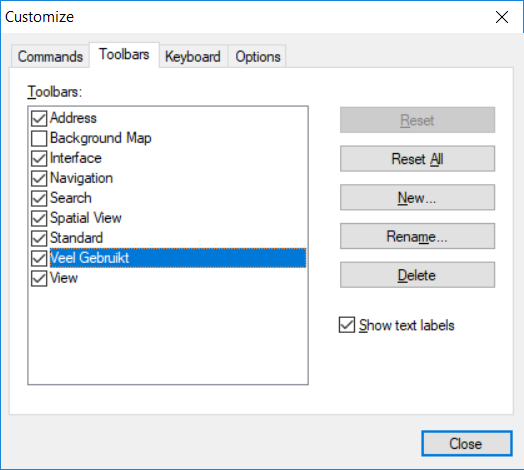 Customize
Commands Toolbars Keyboard Options
Toolbars:
Address
Background Map
Interface
Navigation
Search
Spatial View
Standard
Veel Gebruikt
View
Reset
Reset All
New...
Rename...
Delete
Show text labels
Close